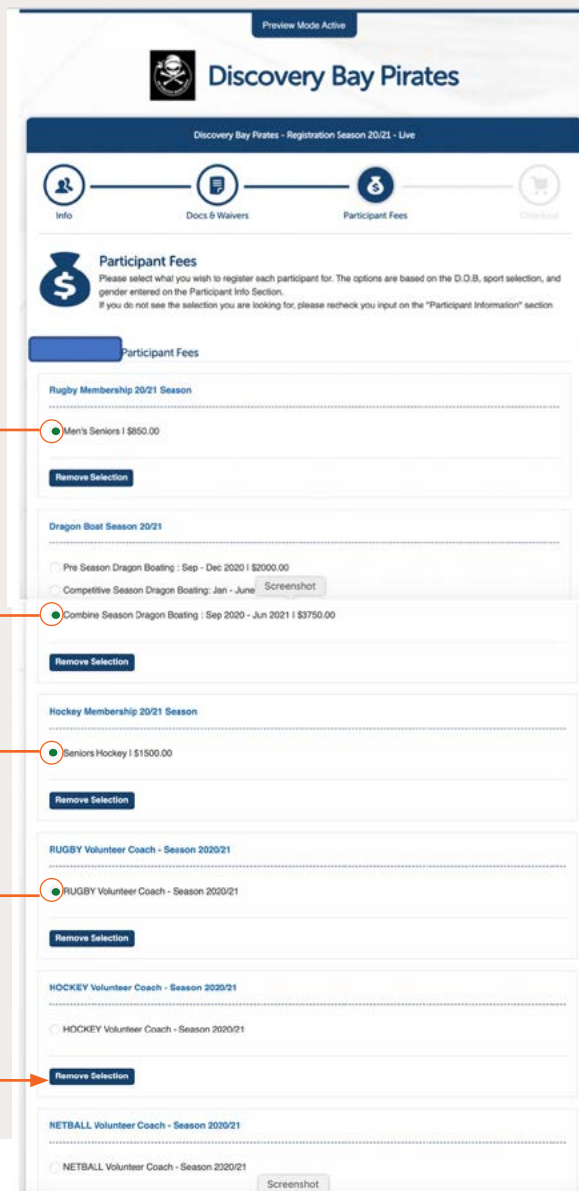 Preview Mode Active
Discovery Bay Pirates
Discovery Bay Pirates - Registration Season 20/21 - Live
Info
Docs & Waivers
Participant Fees
Checkout
Participant Fees
Please select what you wish to register each participant for. The options are based on the D.O.B, sport selection, and
gender entered on the Participant Info Section.
If you do not see the selection you are looking for, please recheck you input on the "Participant Information" section
Participant Fees
Rugby Membership 20/21 Season
Men's Seniors | $850.00
Remove Selection
Dragon Boat Season 20/21
Pre Season Dragon Boating : Sep - Dec 2020 | $2000.00
Competitive Season Dragon Boating: Jan - June
Screenshot
Combine Season Dragon Boating : Sep 2020 - Jun 2021 | $3750.00
Remove Selection
Hockey Membership 20/21 Season
Seniors Hockey | $1500.00
Remove Selection
RUGBY Volunteer Coach - Season 2020/21
RUGBY Volunteer Coach - Season 2020/21
Remove Selection
HOCKEY Volunteer Coach - Season 2020/21
HOCKEY Volunteer Coach - Season 2020/21
Remove Selection
NETBALL Volunteer Coach - Season 2020/21
NETBALL Volunteer Coach - Season 2020/21
Screenshot